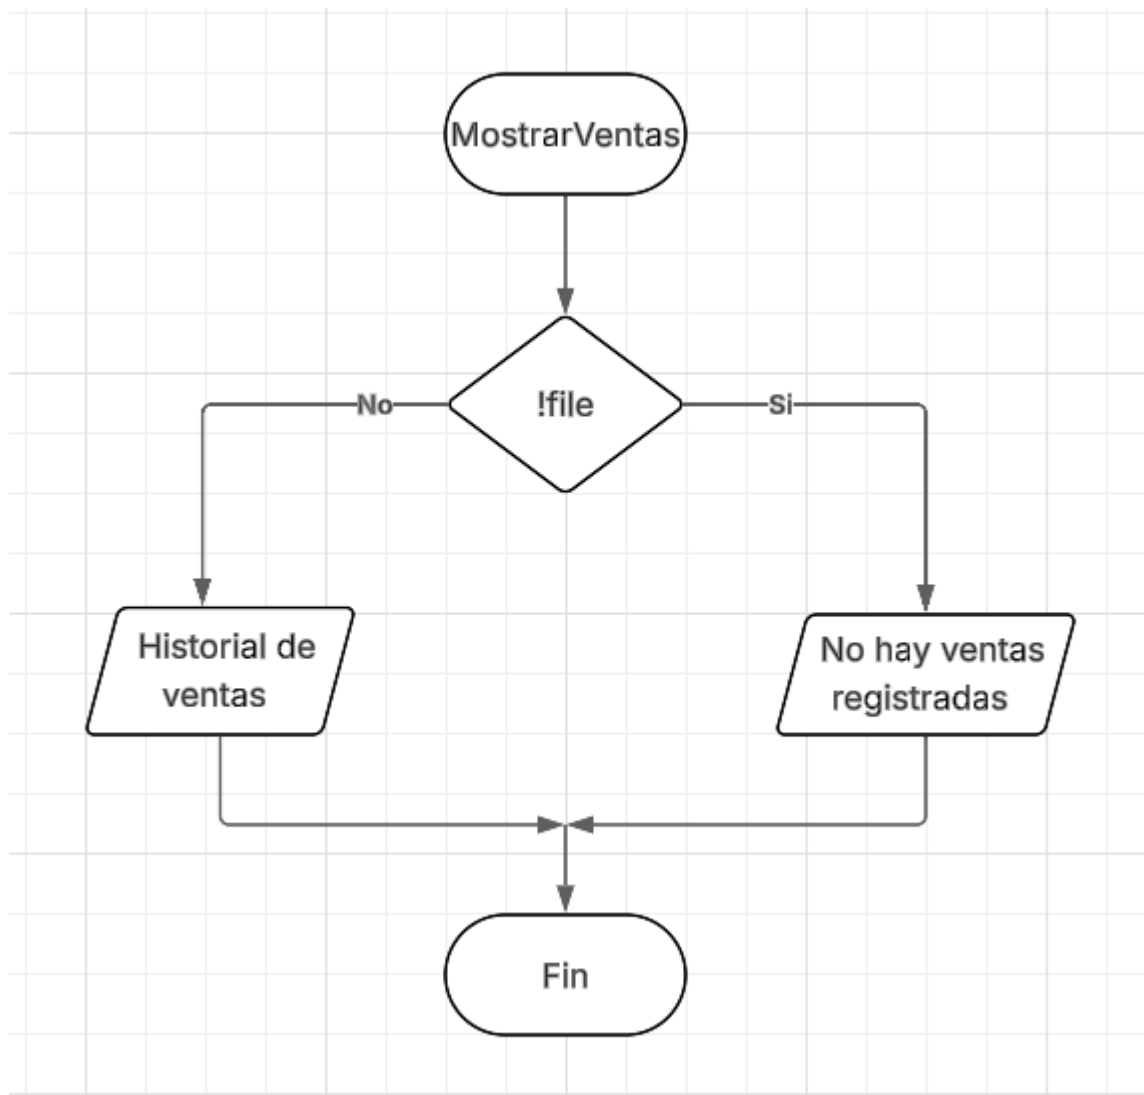 MostrarVentas
!file
No
Si
Historial de
ventas
No hay ventas
registradas
Fin